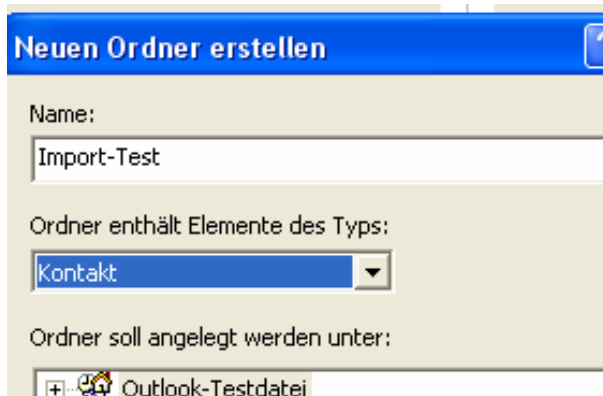 Neuen Ordner erstellen
Name:
Import-Test
Ordner enthält Elemente des Typs:
Kontakt
Ordner soll angelegt werden unter:
Outlook-Testdatei